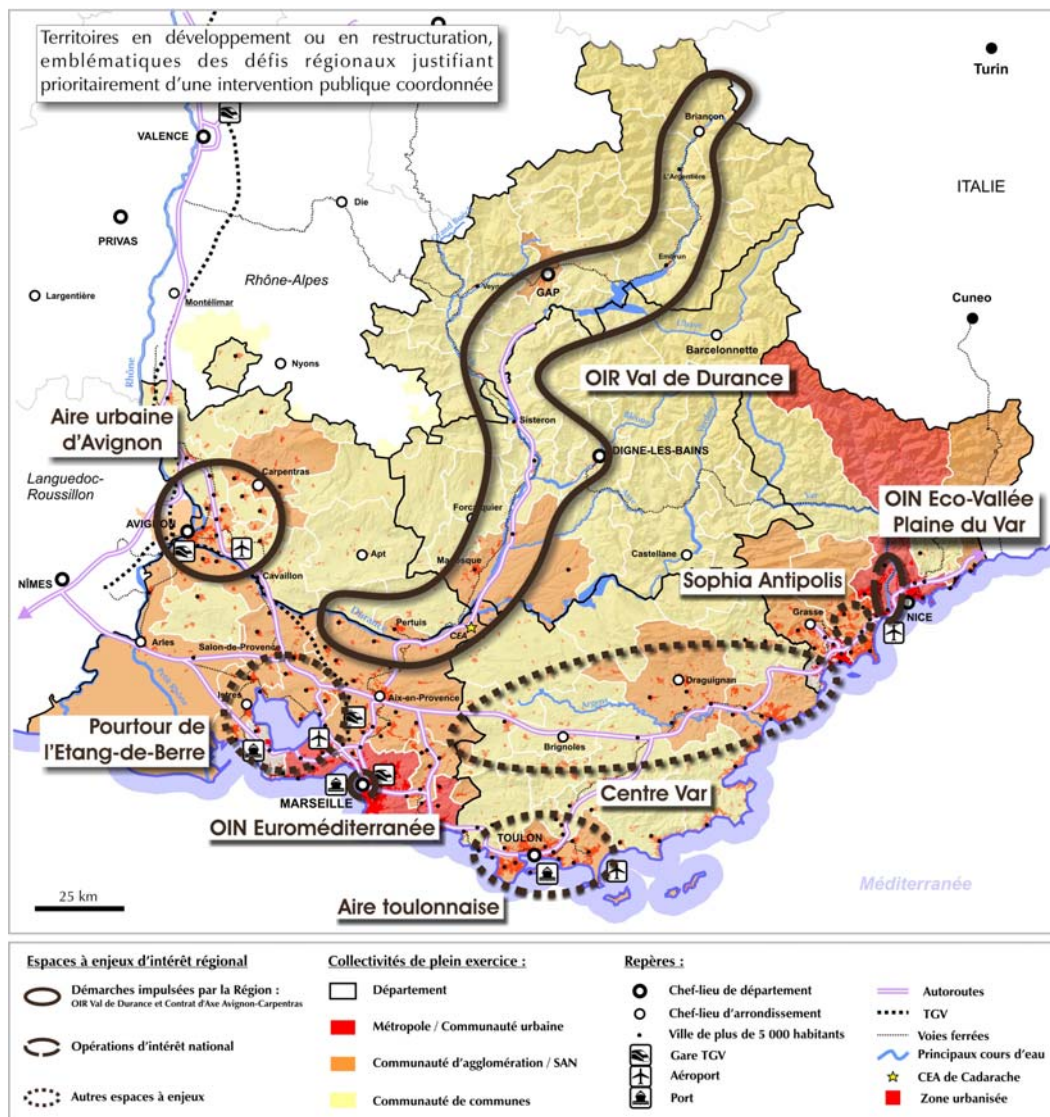 Territoires en développement ou en restructuration,
emblématiques des défis régionaux justifiant
prioritairement d'une intervention publique coordonnée
Turin
VALENCE
Briançon
L'Argentière
ITALIE
Die
PRIVAS
Embrun
Rhône-Alpes
GAP
Largentière
Montélimar
Cuneo
Ubaye
Barcelonnette
Rhône
Nyons
OIR Val de Durance
Aire urbaine
d'Avignon
Sisteron
DIGNE-LES-BAINS
Carpentras
Languedoc-
Roussillon
OIN Eco-Vallée
Plaine du Var
Forcalquier
AVIGNON
Apt
Manosque
Castellane
Sophia Antipolis
NÎMES
Cavaillon
Grasse
NICE
Durance
Pertuis
CEA
Arles
Salon-de-Provence
Draguignan
Petit Rhône
Istres
Aix-en-Provence
Argens
Pourtour de
l'Etang-de-Berre
Brignoles
MARSEILLE
Centre Var
OIN Euroméditerranée
TOULON
25 km
Méditerranée
Aire toulonnaise
Espaces à enjeux d'intérêt régional
Démarches impulsées par la Région :
OIR Val de Durance et Contrat d'Axe Avignon-Carpentras
Opérations d'intérêt national
Autres espaces à enjeux
Collectivités de plein exercice :
Département
Métropole / Communauté urbaine
Communauté d'agglomération / SAN
Communauté de communes
Repères :
Chef-lieu de département
Chef-lieu d'arrondissement
Ville de plus de 5 000 habitants
Gare TGV
Aéroport
Port
Autoroutes
TGV
Voies ferrées
Principaux cours d'eau
CEA de Cadarache
Zone urbanisée